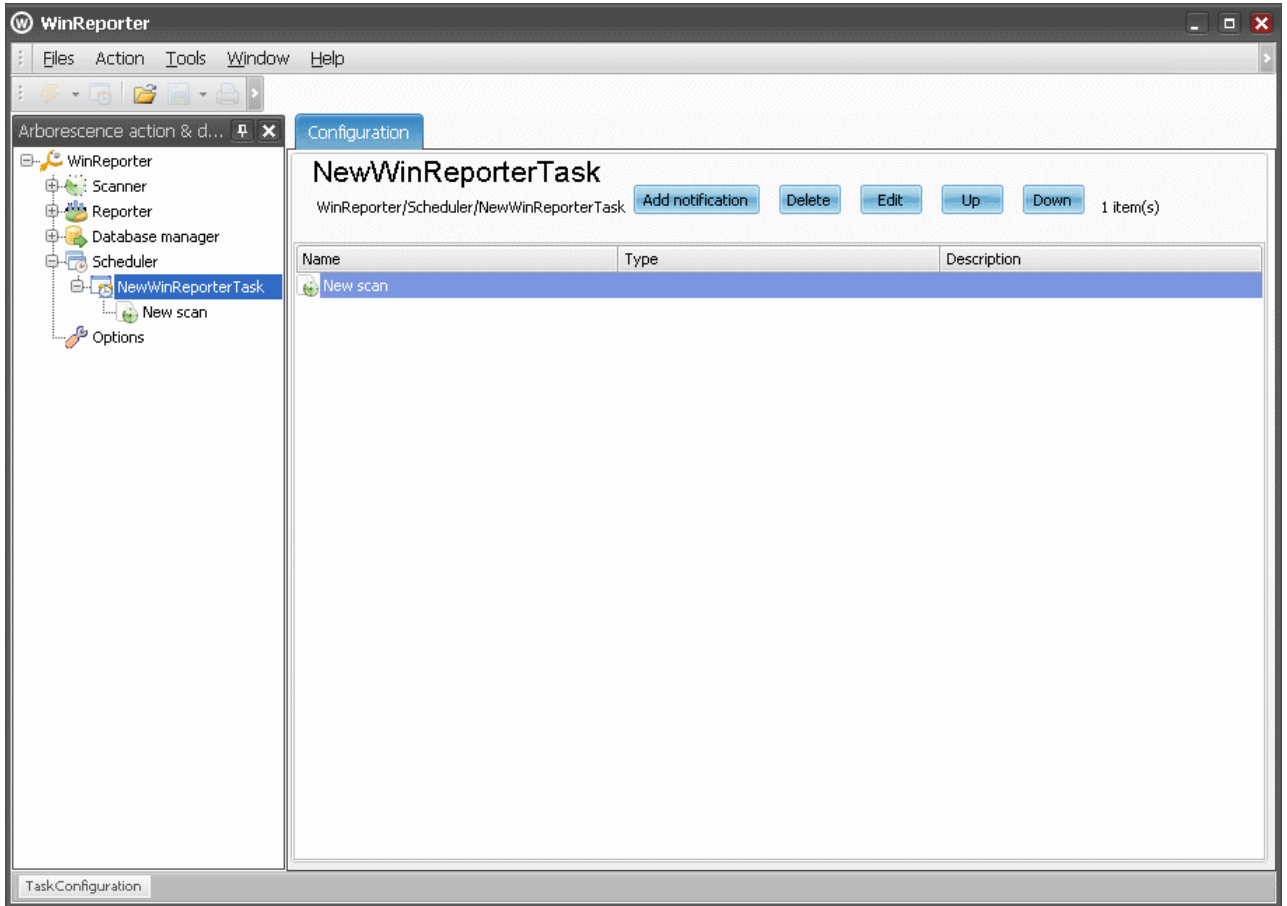 WinReporter
Files Action Tools Window Help
Arborescence action & d...
WinReporter
Scanner
Reporter
Database manager
Scheduler
NewWinReporterTask
New scan
Options
Configuration
NewWinReporterTask
WinReporter/Scheduler/NewWinReporterTask Add notification Delete Edit Up Down 1 item(s)
Name Type Description
New scan
TaskConfiguration